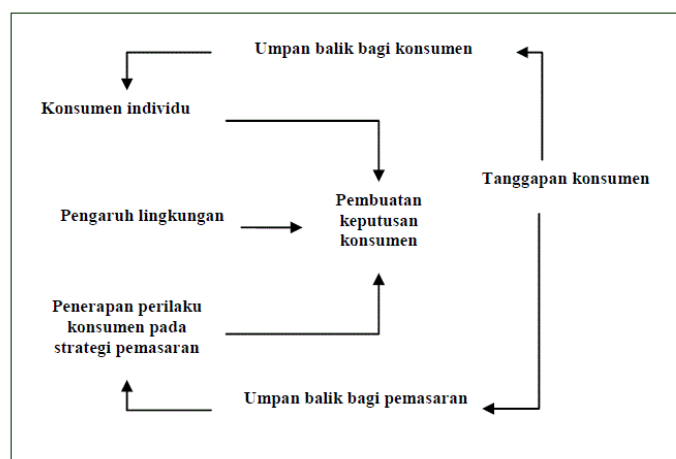 Umpan balik bagi konsumen
Konsumen individu
Tanggapan konsumen
Pembuatan
keputusan
konsumen
Pengaruh lingkungan
Penerapan perilaku
konsumen pada
strategi pemasaran
Umpan balik bagi pemasaran